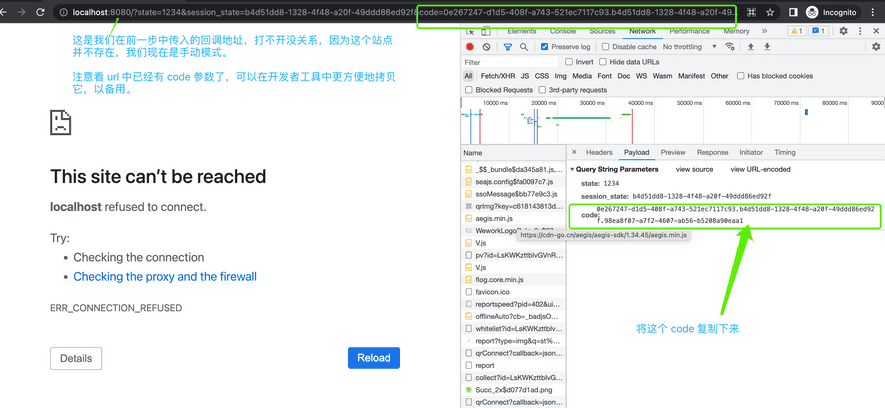 localhost:8080/?state=1234&session_state=b4d51dd8-1328-4f48-a20f-49ddd86ed92f&code=0e267247-d1d5-408f-a743-521ec7117c93.b4d51dd8-1328-4f48-a20f-49
Incognito
这是我们在前一步中传入的回调地址，打不开没关系，因为这个站点
并不存在，我们现在是手动模式。
注意看 url 中已经有 code 参数了，可以在开发者工具中更方便地拷贝
它，以备用。
This site can't be reached
localhost refused to connect.
Try:
• Checking the connection
• Checking the proxy and the firewall
ERR_CONNECTION_REFUSED
Details
Reload
Elements Console Sources Network Performance Memory » 1 1
Preserve log Disable cache No throttling
Filter Invert Hide data URLs
All Fetch/XHR JS CSS Img Media Font Doc WS Wasm Manifest Other Has blocked cookies
Blocked Requests 3rd-party requests
10000 ms 20000 ms 30000 ms 40000 ms 50000 ms 60000 ms 70000 ms 80000 ms
Name
_$$_bundle$da345a81.js,...
seajs.config$fa0097c7.js
ssoMessage$bb77e9c3.js
qrImg?key=c618143813d...
aegis.min.js
V.js
pv?id=LsKWKzttbIvGVnR...
V.js
flog.core.min.js
favicon.ico
reportspeed?pid=402&ui...
offlineAuto?cb=_badjsO...
whitelist?id=LsKWKzttbIv...
report?type=img&q=st%...
qrConnect?callback=json...
report
collect?id=LsKWKzttbIvG...
Succ_2x$d077d1ad.png
qrConnect?callback=json...
× Headers Payload Preview Response Initiator Timing
▼ Query String Parameters view source view URL-encoded
state: 1234
session_state: b4d51dd8-1328-4f48-a20f-49ddd86ed92f
code: 0e267247-d1d5-408f-a743-521ec7117c93.b4d51dd8-1328-4f48-a20f-49ddd86ed92
f.98ea8f07-a7f2-4607-ab56-b5208a90eaa1
https://cdn-go.cn/aegis/aegis-sdk/1.34.45/aegis.min.js
将这个 code 复制下来